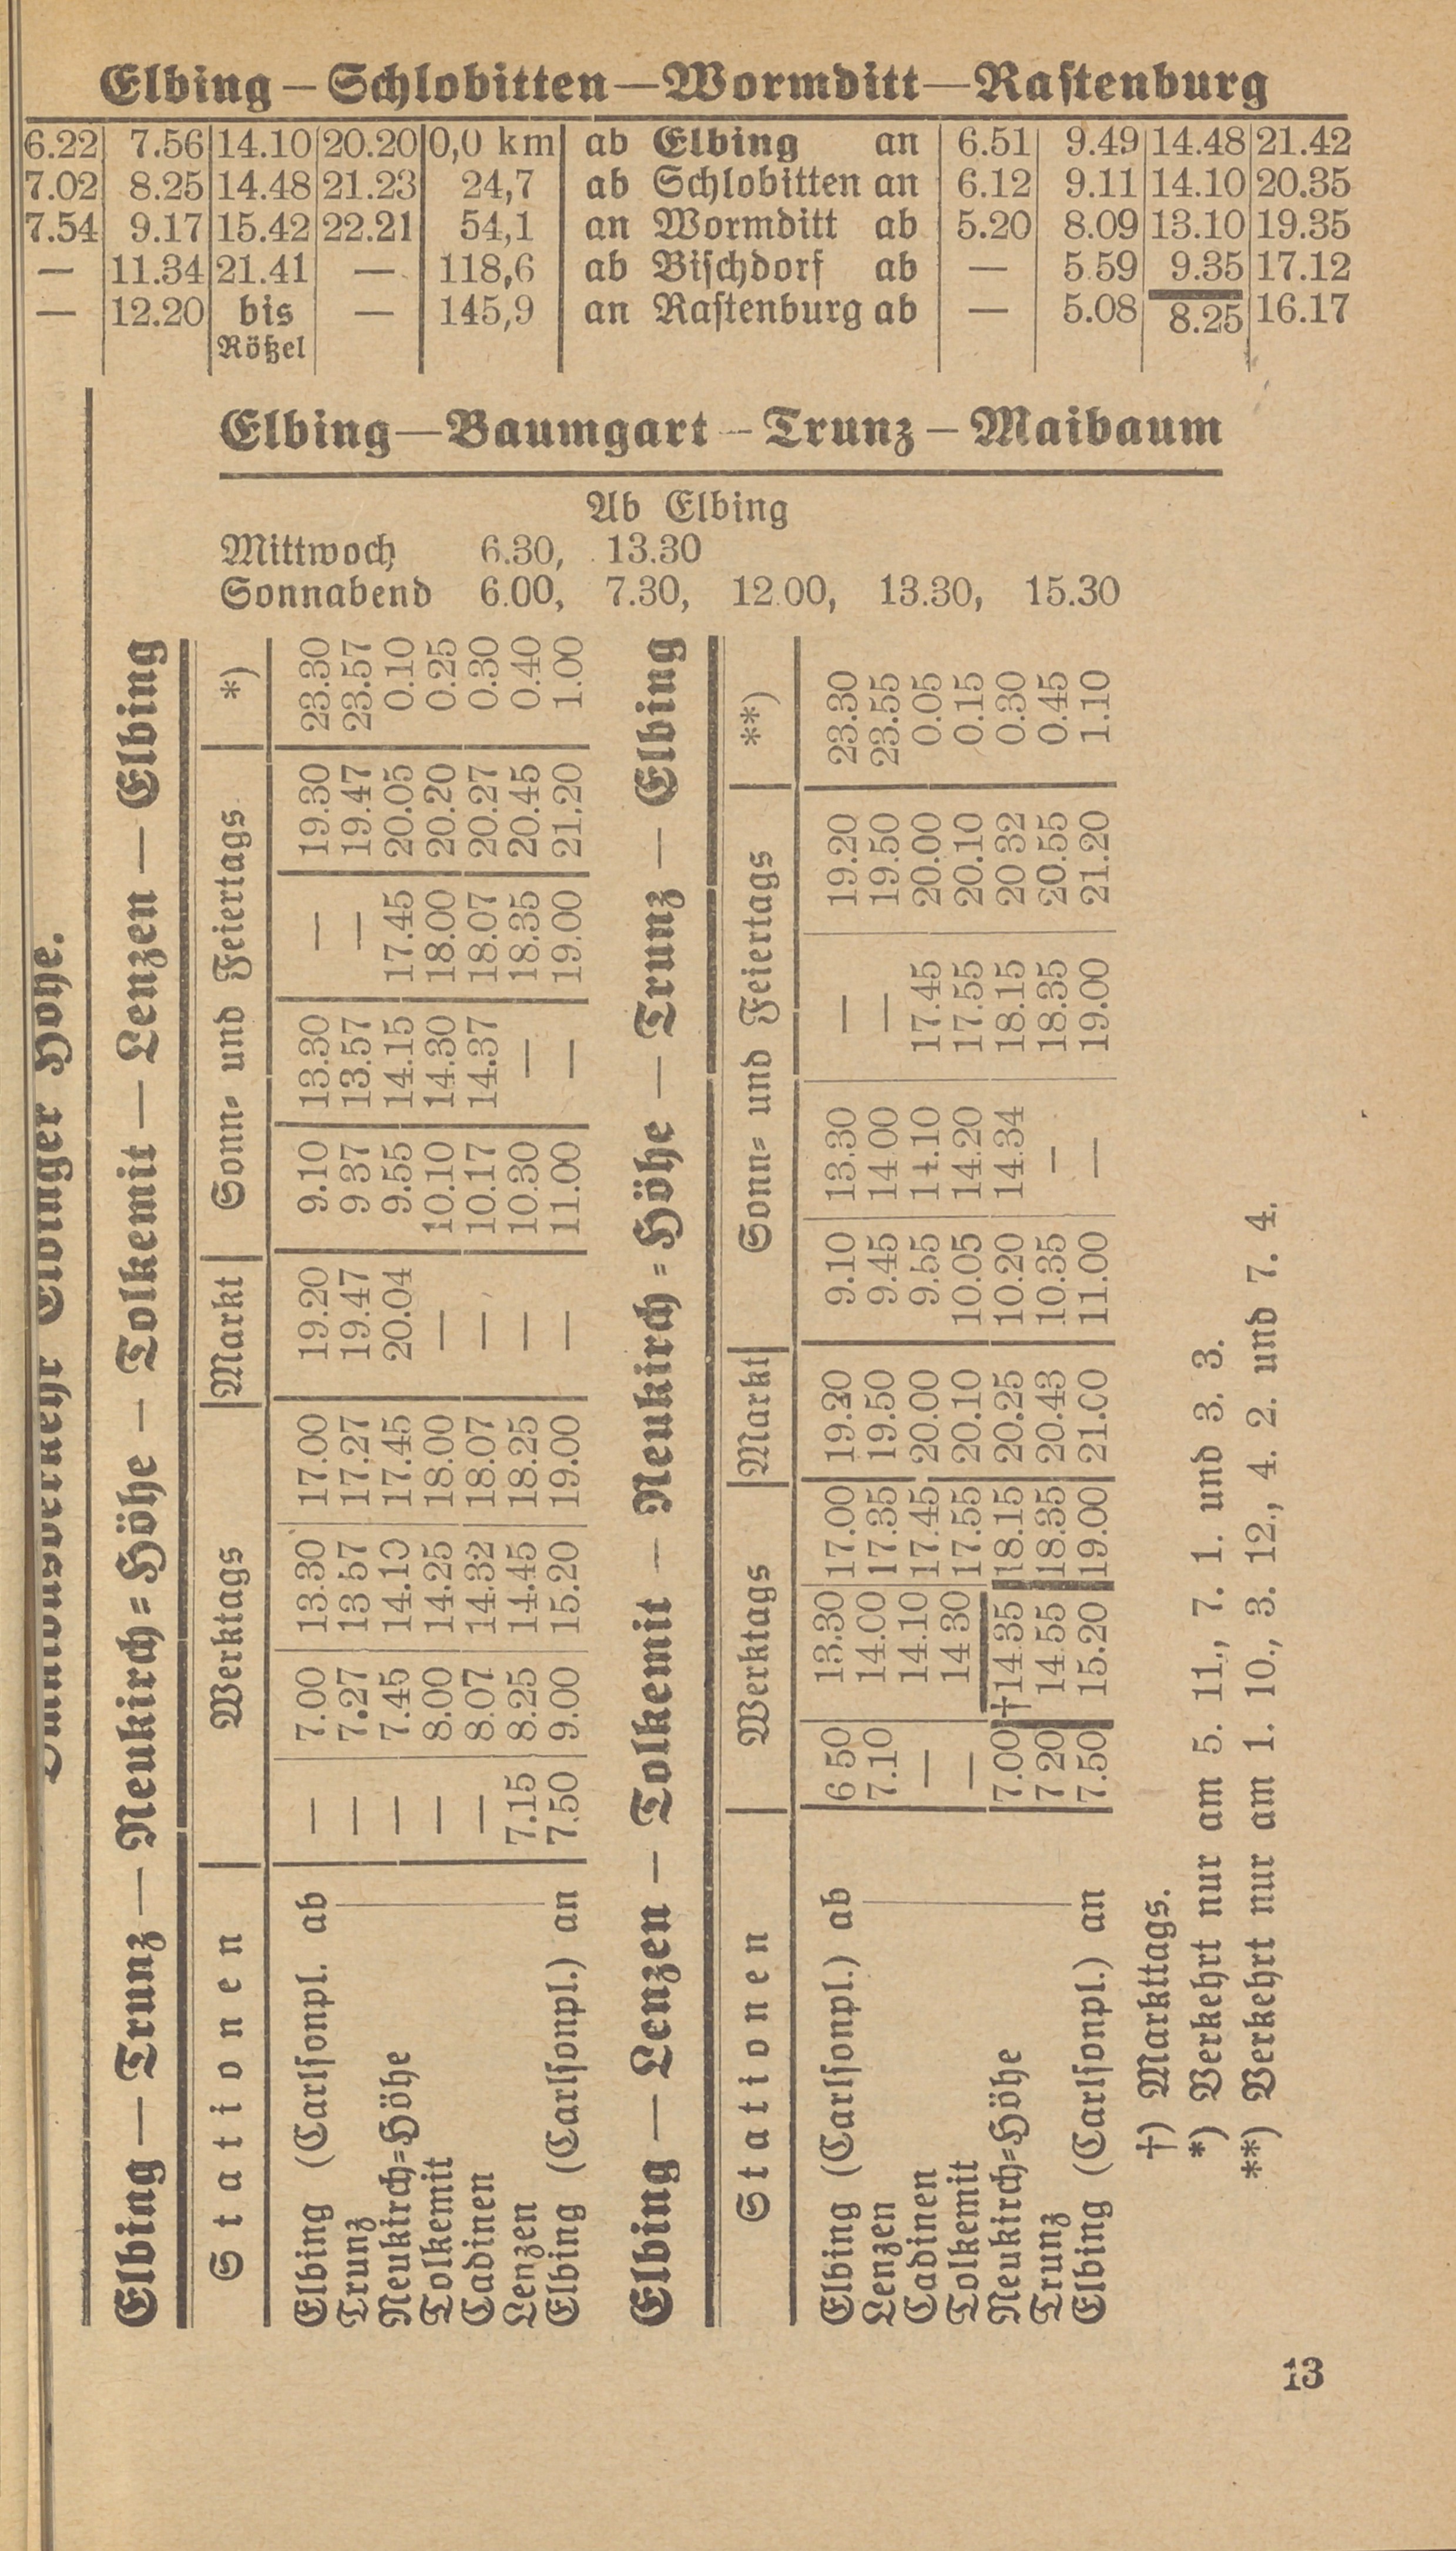 Elbing – Schlobitten – Wormditt – Rastenburg
6.22 7.56 14.10 20.20 0,0 km ab Elbing an 6.51 9.49 14.48 21.42
7.02 8.25 14.48 21.23 24,7 ab Schlobitten an 6.12 9.11 14.10 20.35
7.54 9.17 15.42 22.21 54,1 an Wormditt ab 5.20 8.09 13.10 19.35
— 11.34 21.41 — 118,6 ab Bischdorf ab — 5.59 9.35 17.12
— 12.20 bis — 145,9 an Rastenburg ab — 5.08 8.25 16.17
Rößel
Elbing — Baumgart – Trunz – Maibaum
Ab Elbing
Mittwoch 6.30, 13.30
Sonnabend 6.00, 7.30, 12.00, 13.30, 15.30
Elbinger Höhe.
Elbing — Trunz — Neukirch=Höhe — Tolkemit — Lenzen — Elbing
Stationen Werktags Markt Sonn= und Feiertags *)
Elbing (Carlsonpl. ab — 7.00 13.30 17.00 19.20 9.10 13.30 — 19.30 23.30
Trunz — 7.27 13 57 17.27 19.47 9 37 13.57 — 19.47 23.57
Neukirch=Höhe — 7.45 14.10 17.45 20.04 9.55 14.15 17.45 20.05 0.10
Tolkemit — 8.00 14.25 18.00 — 10.10 14.30 18.00 20.20 0.25
Cadinen — 8.07 14.32 18.07 — 10.17 14.37 18.07 20.27 0.30
Lenzen 7.15 8.25 14.45 18.25 — 10.30 — 18.35 20.45 0.40
Elbing (Carlsonpl.) an 7.50 9.00 15.20 19.00 — 11.00 — 19.00 21.20 1.00
Elbing — Lenzen — Tolkemit — Neukirch=Höhe — Trunz — Elbing
Stationen Werktags Markt Sonn= und Feiertags **)
Elbing (Carlsonpl.) ab 6 50 13.30 17.00 19.20 9.10 13.30 — 19.20 23.30
Lenzen 7.10 14.00 17.35 19.50 9.45 14 00 — 19.50 23.55
Cadinen — 14.10 17.45 20.00 9.55 14.10 17.45 20.00 0.05
Tolkemit — 14 30 17.55 20.10 10.05 14.20 17.55 20.10 0.15
Neukirch=Höhe 7.00 †14.35 18.15 20.25 10.20 14.34 18.15 20 32 0.30
Trunz 7 20 14.55 18.35 20.43 10.35 — 18.35 20.55 0.45
Elbing (Carlsonpl.) an 7.50 15.20 19.00 21.00 11.00 — 19.00 21.20 1.10
†) Markttags.
*) Verkehrt nur am 5. 11., 7. 1. und 3. 3.
**) Verkehrt nur am 1. 10., 3. 12., 4. 2. und 7. 4.
13